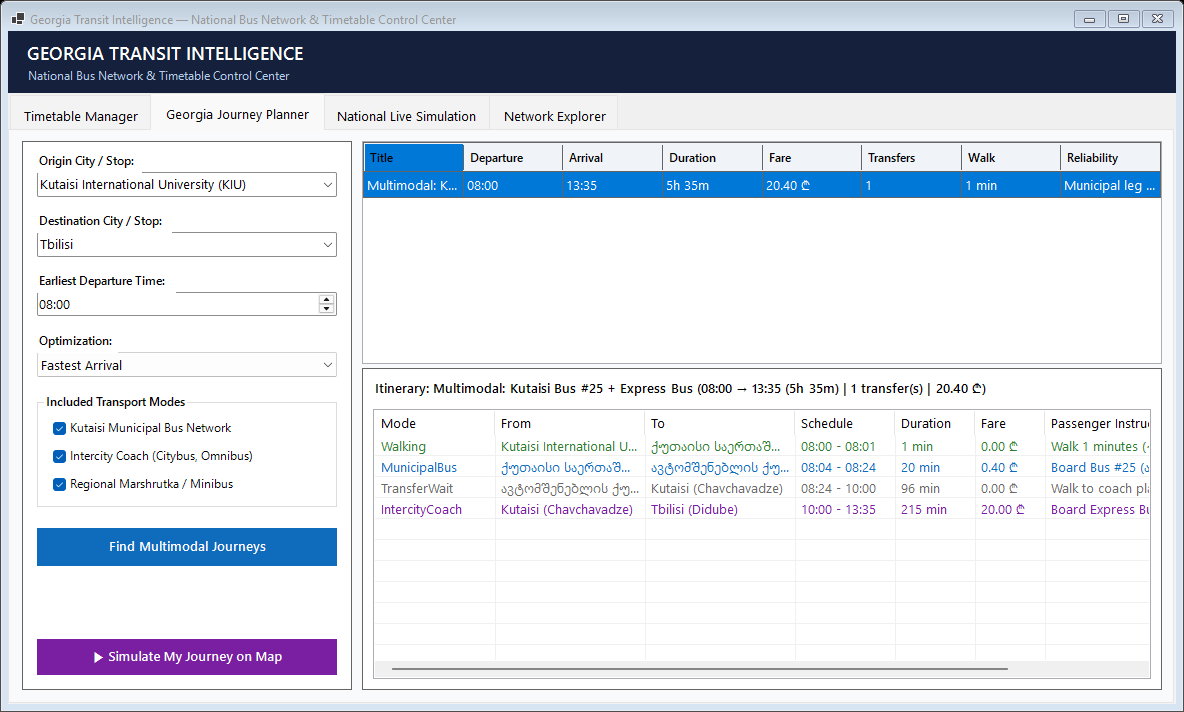 Georgia Transit Intelligence — National Bus Network & Timetable Control Center
GEORGIA TRANSIT INTELLIGENCE
National Bus Network & Timetable Control Center
Timetable Manager Georgia Journey Planner National Live Simulation Network Explorer
Origin City / Stop:
Kutaisi International University (KIU)
Destination City / Stop:
Tbilisi
Earliest Departure Time:
08:00
Optimization:
Fastest Arrival
Included Transport Modes
Kutaisi Municipal Bus Network
Intercity Coach (Citybus, Omnibus)
Regional Marshrutka / Minibus
Find Multimodal Journeys
▶ Simulate My Journey on Map
Title Departure Arrival Duration Fare Transfers Walk Reliability
Multimodal: K... 08:00 13:35 5h 35m 20.40 ₾ 1 1 min Municipal leg ...
Itinerary: Multimodal: Kutaisi Bus #25 + Express Bus (08:00 → 13:35 (5h 35m) | 1 transfer(s) | 20.40 ₾)
Mode From To Schedule Duration Fare Passenger Instru
Walking Kutaisi International U... ქუთაისი საერთაშ... 08:00 - 08:01 1 min 0.00 ₾ Walk 1 minutes (
MunicipalBus ქუთაისი საერთაშ... ავტომშენებლის ქუ... 08:04 - 08:24 20 min 0.40 ₾ Board Bus #25 (a
TransferWait ავტომშენებლის ქუ... Kutaisi (Chavchavadze) 08:24 - 10:00 96 min 0.00 ₾ Walk to coach pl
IntercityCoach Kutaisi (Chavchavadze) Tbilisi (Didube) 10:00 - 13:35 215 min 20.00 ₾ Board Express B